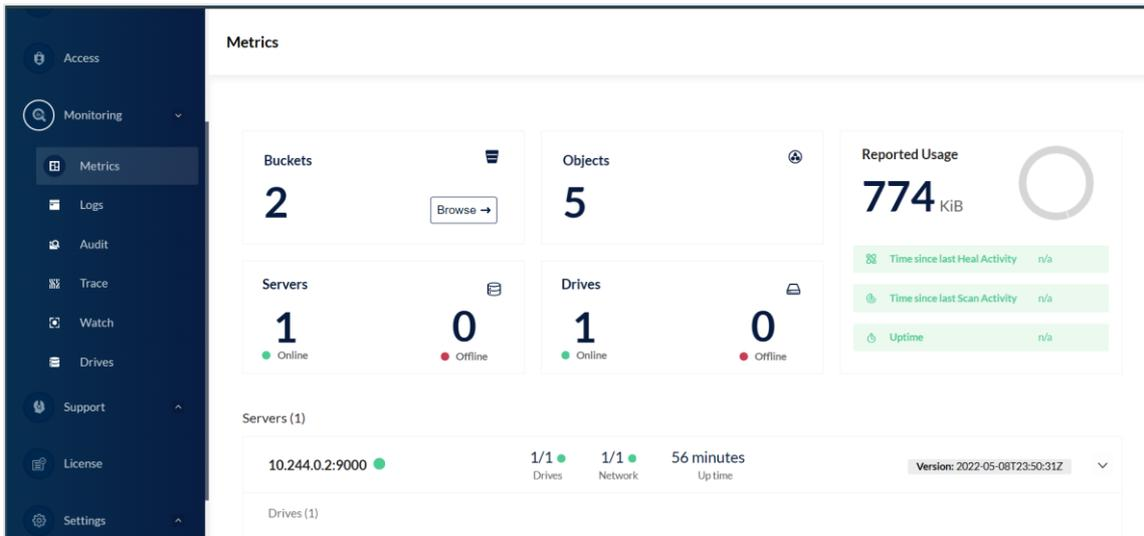 Access
Monitoring
Metrics
Logs
Audit
Trace
Watch
Drives
Support
License
Settings
Metrics
Buckets
2
Browse →
Objects
5
Reported Usage
774 KiB
Time since last Heal Activity n/a
Time since last Scan Activity n/a
Uptime n/a
Servers
1 0
Online Offline
Drives
1 0
Online Offline
Servers (1)
10.244.0.2:9000
1/1
Drives
1/1
Network
56 minutes
Up time
Version: 2022-05-08T23:50:31Z
Drives (1)